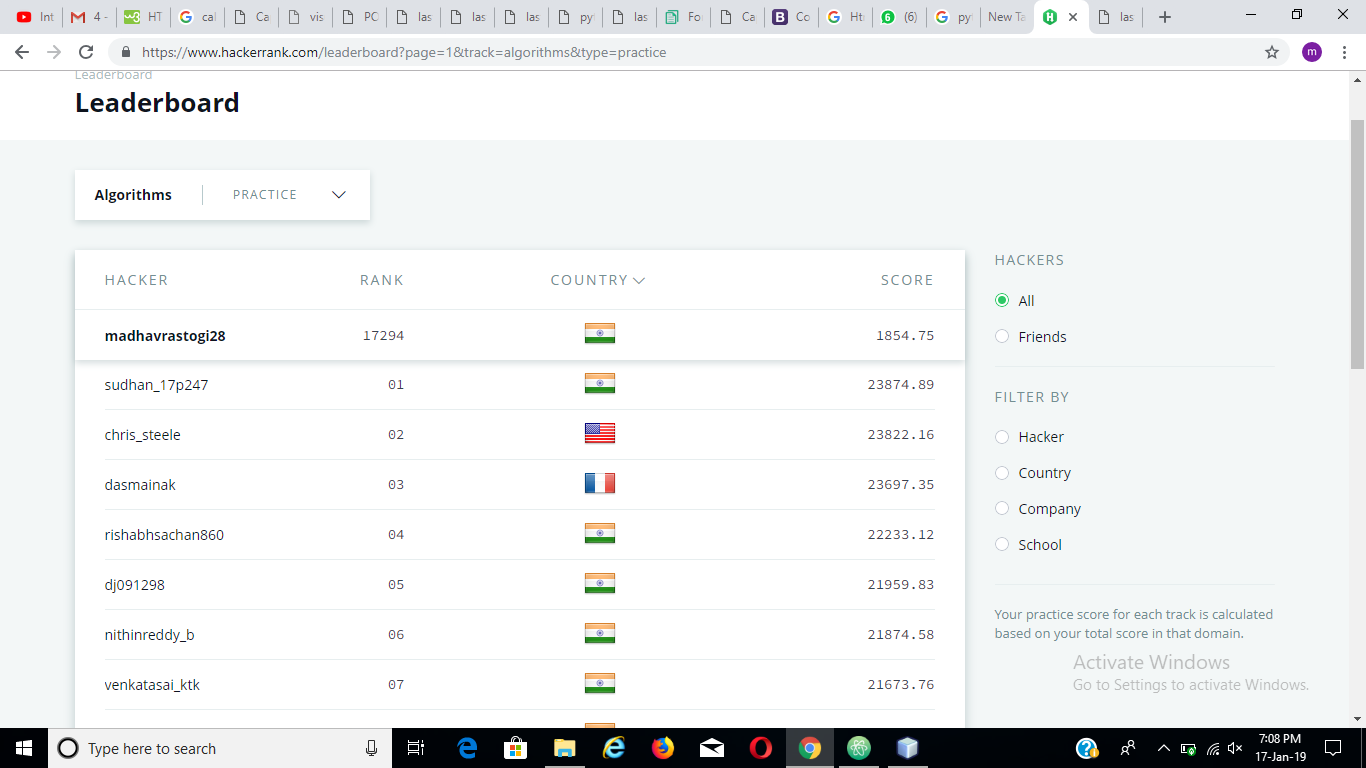 Int
4 -
HT
cal
Ca
vis
PC
las
las
las
py
las
For
Ca
Co
Ht
(6)
py
New Ta
las
https://www.hackerrank.com/leaderboard?page=1&track=algorithms&type=practice
m
Leaderboard
Leaderboard
Algorithms PRACTICE
HACKER RANK COUNTRY SCORE
madhavrastogi28 17294 1854.75
sudhan_17p247 01 23874.89
chris_steele 02 23822.16
dasmainak 03 23697.35
rishabhsachan860 04 22233.12
dj091298 05 21959.83
nithinreddy_b 06 21874.58
venkatasai_ktk 07 21673.76
HACKERS
All
Friends
FILTER BY
Hacker
Country
Company
School
Your practice score for each track is calculated
based on your total score in that domain.
Activate Windows
Go to Settings to activate Windows.
Type here to search
7:08 PM
17-Jan-19